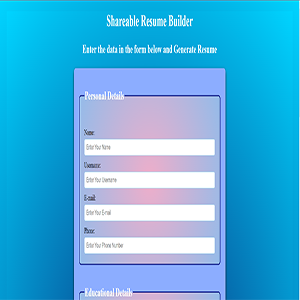 Shareable Resume Builder
Enter the data in the form below and Generate Resume
Personal Details
Name:
Enter Your Name
Username:
Enter Your Username
E-mail:
Enter Your E-mail
Phone:
Enter Your Phone Number
Educational Details